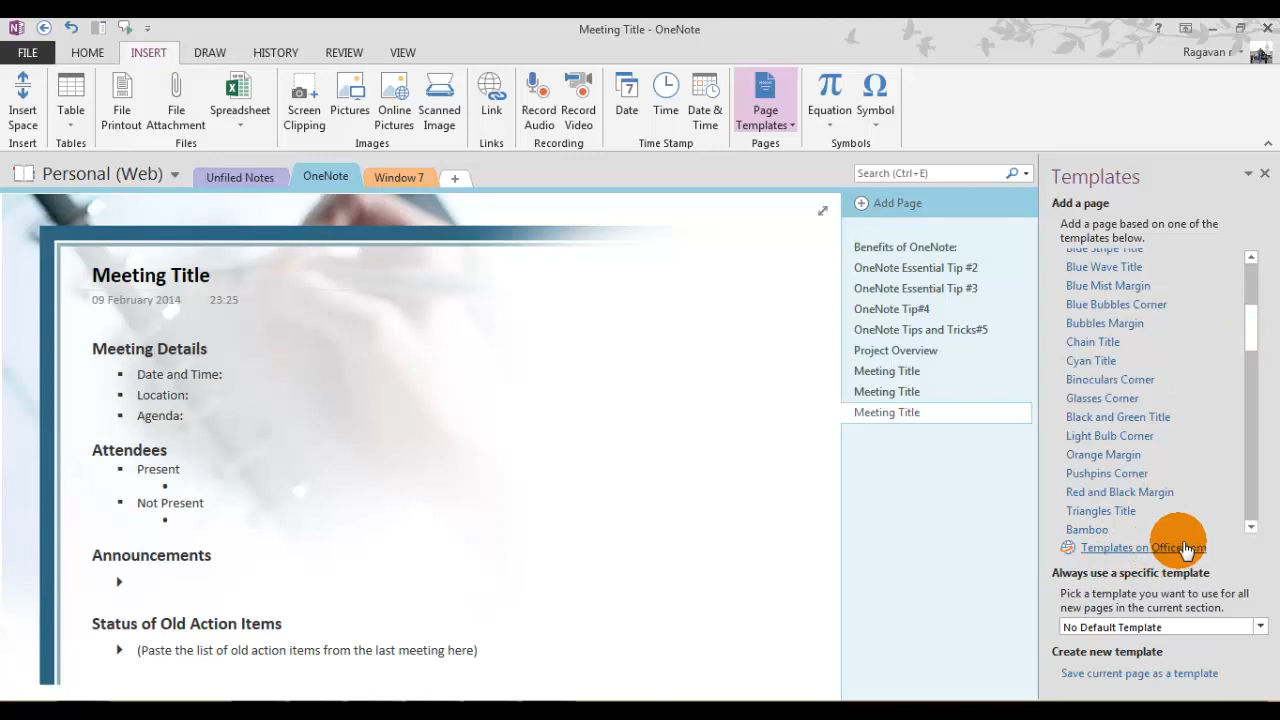 Meeting Title - OneNote
?
FILE
HOME
INSERT
DRAW
HISTORY
REVIEW
VIEW
Ragavan r
Insert Space
Table
File Printout
File Attachment
Spreadsheet
Screen Clipping
Pictures
Online Pictures
Scanned Image
Link
Record Audio
Record Video
Date
Time
Date & Time
Page Templates
Equation
Symbol
Insert
Tables
Files
Images
Links
Recording
Time Stamp
Pages
Symbols
Personal (Web)
Unfiled Notes
OneNote
Window 7
Search (Ctrl+E)
Meeting Title
09 February 2014 23:25
Meeting Details
Date and Time:
Location:
Agenda:
Attendees
Present
Not Present
Announcements
Status of Old Action Items
(Paste the list of old action items from the last meeting here)
Add Page
Benefits of OneNote:
OneNote Essential Tip #2
OneNote Essential Tip #3
OneNote Tip#4
OneNote Tips and Tricks#5
Project Overview
Meeting Title
Meeting Title
Meeting Title
Templates
Add a page
Add a page based on one of the
templates below.
Blue Stripe Title
Blue Wave Title
Blue Mist Margin
Blue Bubbles Corner
Bubbles Margin
Chain Title
Cyan Title
Binoculars Corner
Glasses Corner
Black and Green Title
Light Bulb Corner
Orange Margin
Pushpins Corner
Red and Black Margin
Triangles Title
Bamboo
Templates on
Always use a specific template
Pick a template you want to use for all
new pages in the current section.
No Default Template
Create new template
Save current page as a template